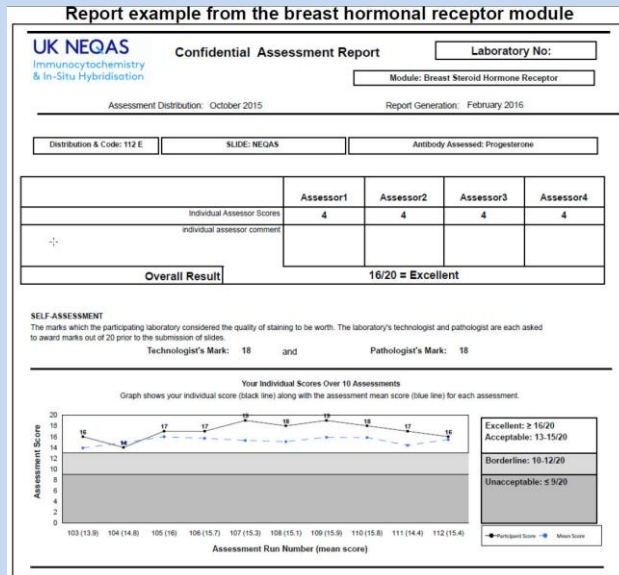 Report example from the breast hormonal receptor module
UK NEQAS
Immunocytochemistry
& In-Situ Hybridisation
Confidential Assessment Report
Laboratory No:
Module: Breast Steroid Hormone Receptor
Assessment Distribution: October 2015
Report Generation: February 2016
Distribution & Code: 112 E
SLIDE: NEQAS
Antibody Assessed: Progesterone
Assessor1 Assessor2 Assessor3 Assessor4
Individual Assessor Scores 4 4 4 4
individual assessor comment
Overall Result 16/20 = Excellent
SELF-ASSESSMENT
The marks which the participating laboratory considered the quality of staining to be worth. The laboratory's technologist and pathologist are each asked
to award marks out of 20 prior to the submission of slides.
Technologist's Mark: 18 and Pathologist's Mark: 18
Your Individual Scores Over 10 Assessments
Graph shows your individual score (black line) along with the assessment mean score (blue line) for each assessment.
Assessment Score
20
18
16
14
12
10
8
6
4
2
0
16 14 17 17 19 18 19 18 17 16
103 (13.9) 104 (14.8) 105 (16) 106 (15.7) 107 (15.3) 108 (15.1) 109 (15.9) 110 (15.8) 111 (14.4) 112 (15.4)
Assessment Run Number (mean score)
Excellent: ≥ 16/20
Acceptable: 13-15/20
Borderline: 10-12/20
Unacceptable: ≤ 9/20
Participant Score Mean Score